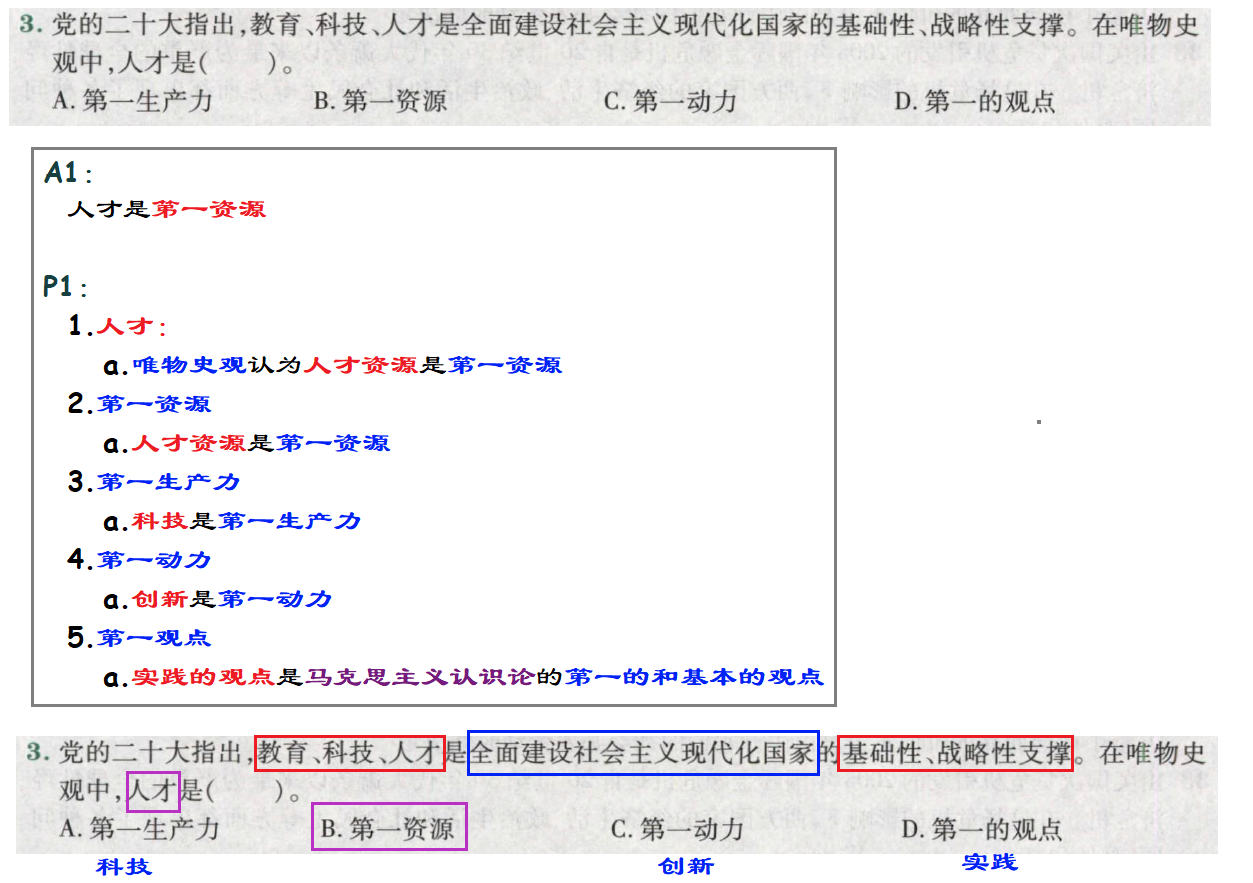 3. 党的二十大指出,教育、科技、人才是全面建设社会主义现代化国家的基础性、战略性支撑。在唯物史
观中,人才是(　　)。
A. 第一生产力　B. 第一资源　C. 第一动力　D. 第一的观点
A1:
人才是第一资源
P1:
1.人才:
a.唯物史观认为人才资源是第一资源
2.第一资源
a.人才资源是第一资源
3.第一生产力
a.科技是第一生产力
4.第一动力
a.创新是第一动力
5.第一观点
a.实践的观点是马克思主义认识论的第一的和基本的观点
3. 党的二十大指出,教育、科技、人才是全面建设社会主义现代化国家的基础性、战略性支撑。在唯物史
观中,人才是(　　)。
A. 第一生产力　B. 第一资源　C. 第一动力　D. 第一的观点
科技　创新　实践